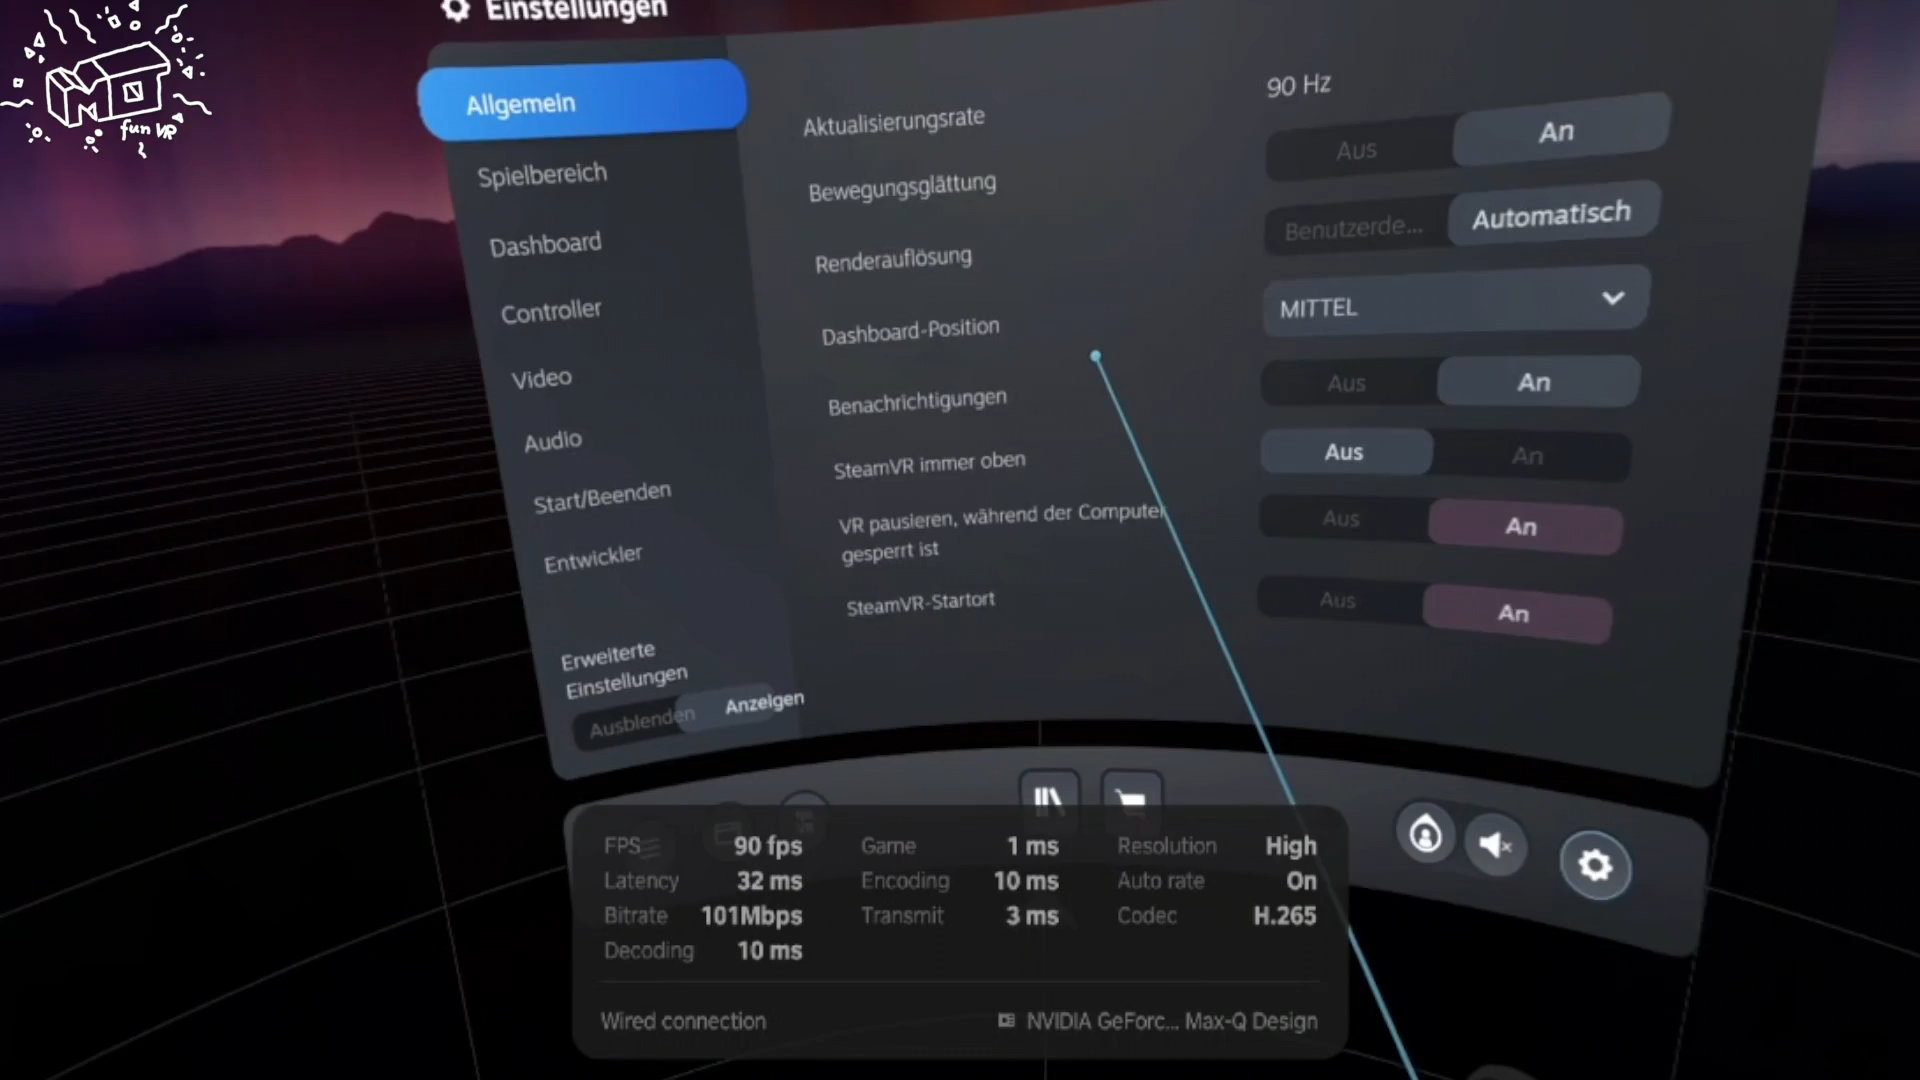 Einstellungen
fun VR
Allgemein
Spielbereich
Dashboard
Controller
Video
Audio
Start/Beenden
Entwickler
Erweiterte
Einstellungen
Ausblenden Anzeigen
Aktualisierungsrate 90 Hz
Bewegungsglättung Aus An
Renderauflösung Benutzerde... Automatisch
Dashboard-Position MITTEL
Benachrichtigungen Aus An
SteamVR immer oben Aus An
VR pausieren, während der Computer
gesperrt ist Aus An
SteamVR-Startort Aus An
FPS 90 fps Game 1 ms Resolution High
Latency 32 ms Encoding 10 ms Auto rate On
Bitrate 101Mbps Transmit 3 ms Codec H.265
Decoding 10 ms
Wired connection NVIDIA GeForc... Max-Q Design